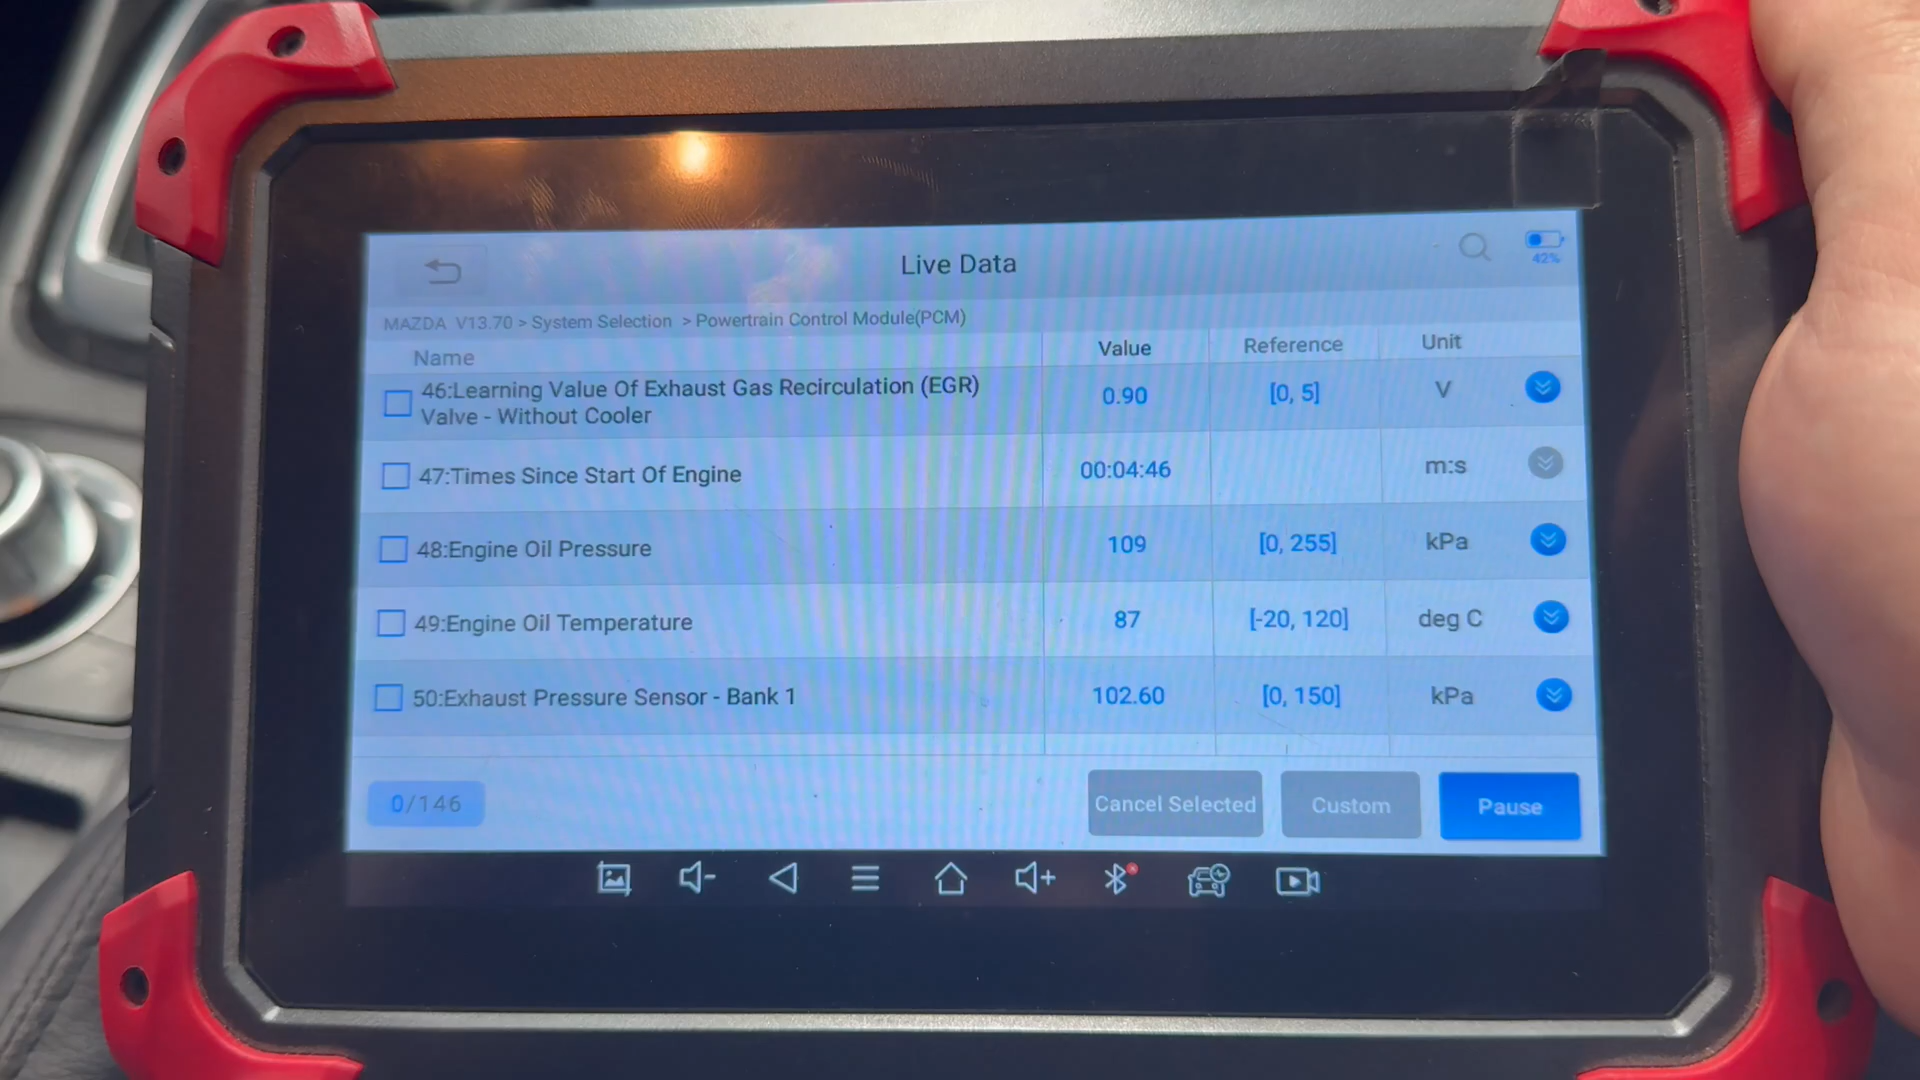 Live Data
42%
MAZDA V13.70 > System Selection > Powertrain Control Module(PCM)
Name Value Reference Unit
46:Learning Value Of Exhaust Gas Recirculation (EGR)
Valve - Without Cooler 0.90 [0, 5] V
47:Times Since Start Of Engine 00:04:46 m:s
48:Engine Oil Pressure 109 [0, 255] kPa
49:Engine Oil Temperature 87 [-20, 120] deg C
50:Exhaust Pressure Sensor - Bank 1 102.60 [0, 150] kPa
0/146 Cancel Selected Custom Pause